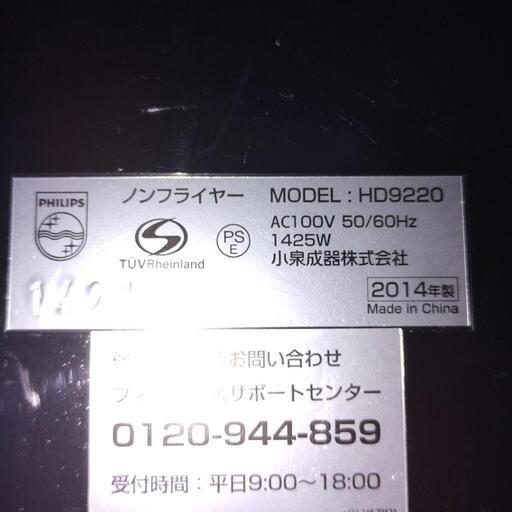 PHILIPS
ノンフライヤー MODEL : HD9220
AC100V 50/60Hz
1425W
小泉成器株式会社
TÜVRheinland
PS
E
2014年製
Made in China
お問い合わせ
サポートセンター
0120-944-859
受付時間：平日9:00～18:00